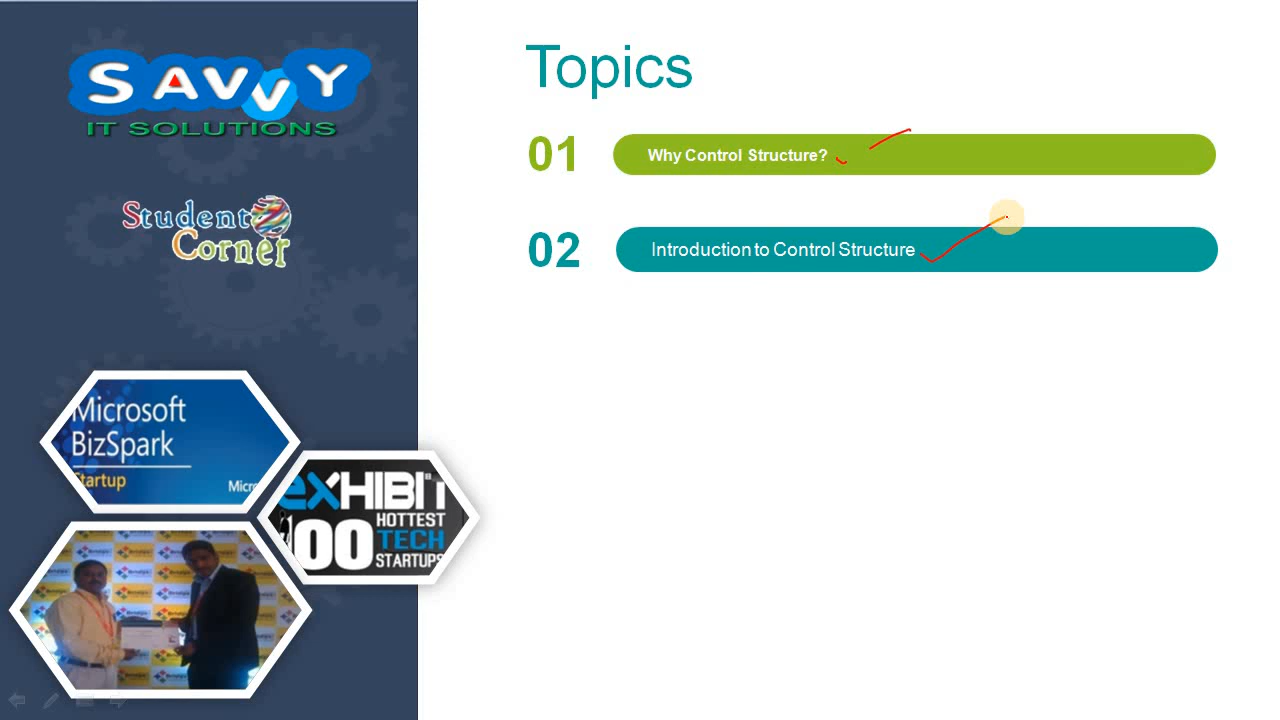 SAVVY
IT SOLUTIONS
Student
Corner
Microsoft
BizSpark
Startup
Micr
eXHIBIT
100 HOTTEST
TECH
STARTUPS
Topics
01 Why Control Structure?
02 Introduction to Control Structure